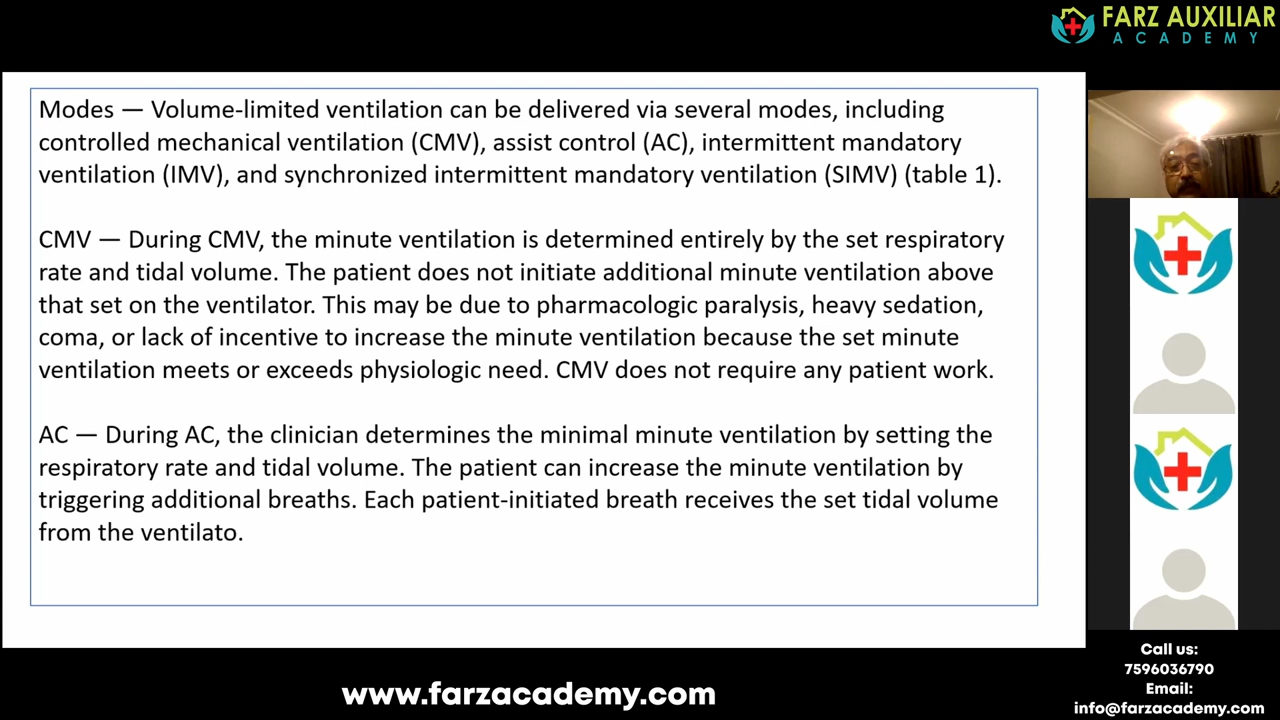 FARZ AUXILIAR
ACADEMY
Modes — Volume-limited ventilation can be delivered via several modes, including
controlled mechanical ventilation (CMV), assist control (AC), intermittent mandatory
ventilation (IMV), and synchronized intermittent mandatory ventilation (SIMV) (table 1).
CMV — During CMV, the minute ventilation is determined entirely by the set respiratory
rate and tidal volume. The patient does not initiate additional minute ventilation above
that set on the ventilator. This may be due to pharmacologic paralysis, heavy sedation,
coma, or lack of incentive to increase the minute ventilation because the set minute
ventilation meets or exceeds physiologic need. CMV does not require any patient work.
AC — During AC, the clinician determines the minimal minute ventilation by setting the
respiratory rate and tidal volume. The patient can increase the minute ventilation by
triggering additional breaths. Each patient-initiated breath receives the set tidal volume
from the ventilato.
Call us:
7596036790
Email:
info@farzacademy.com
www.farzacademy.com